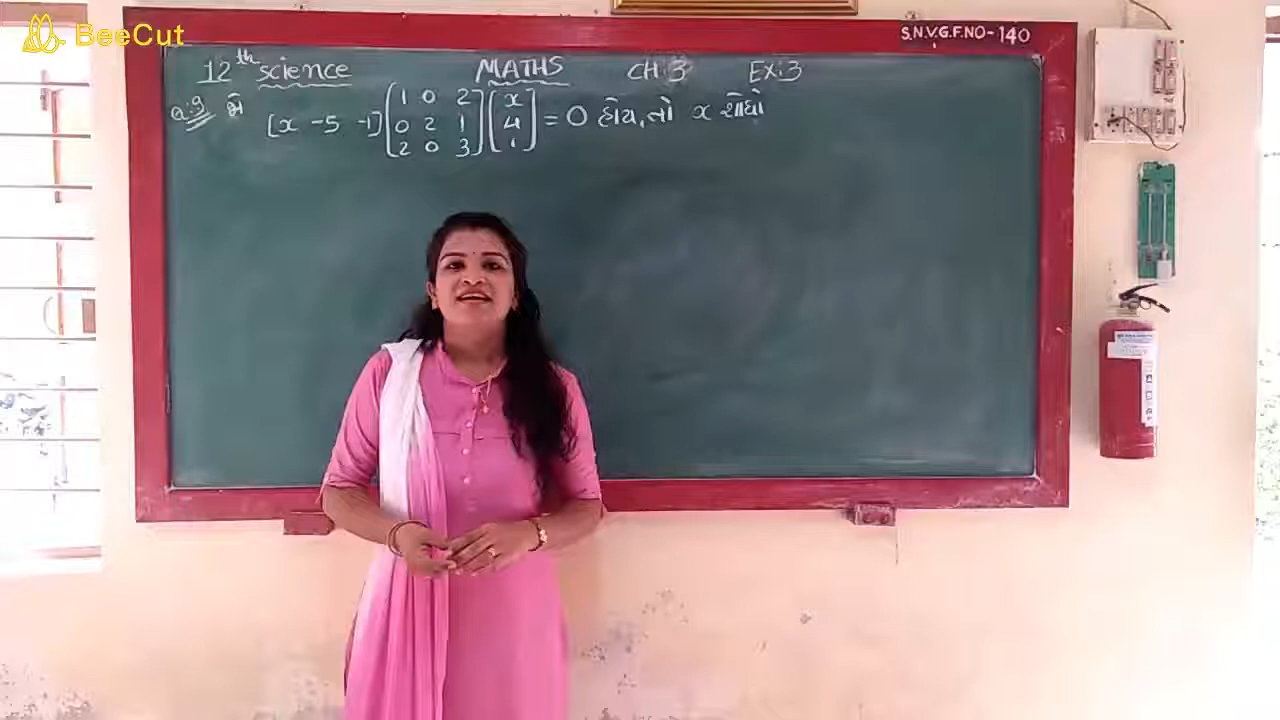 BeeCut
S.N.V.G.F.NO-140
12th science MATHS CH:3 Ex:3
Q:9 જો [x -5 -1] [1 0 2 [x
0 2 1 4 = 0 હોય, તો x શોધો
2 0 3] 1]